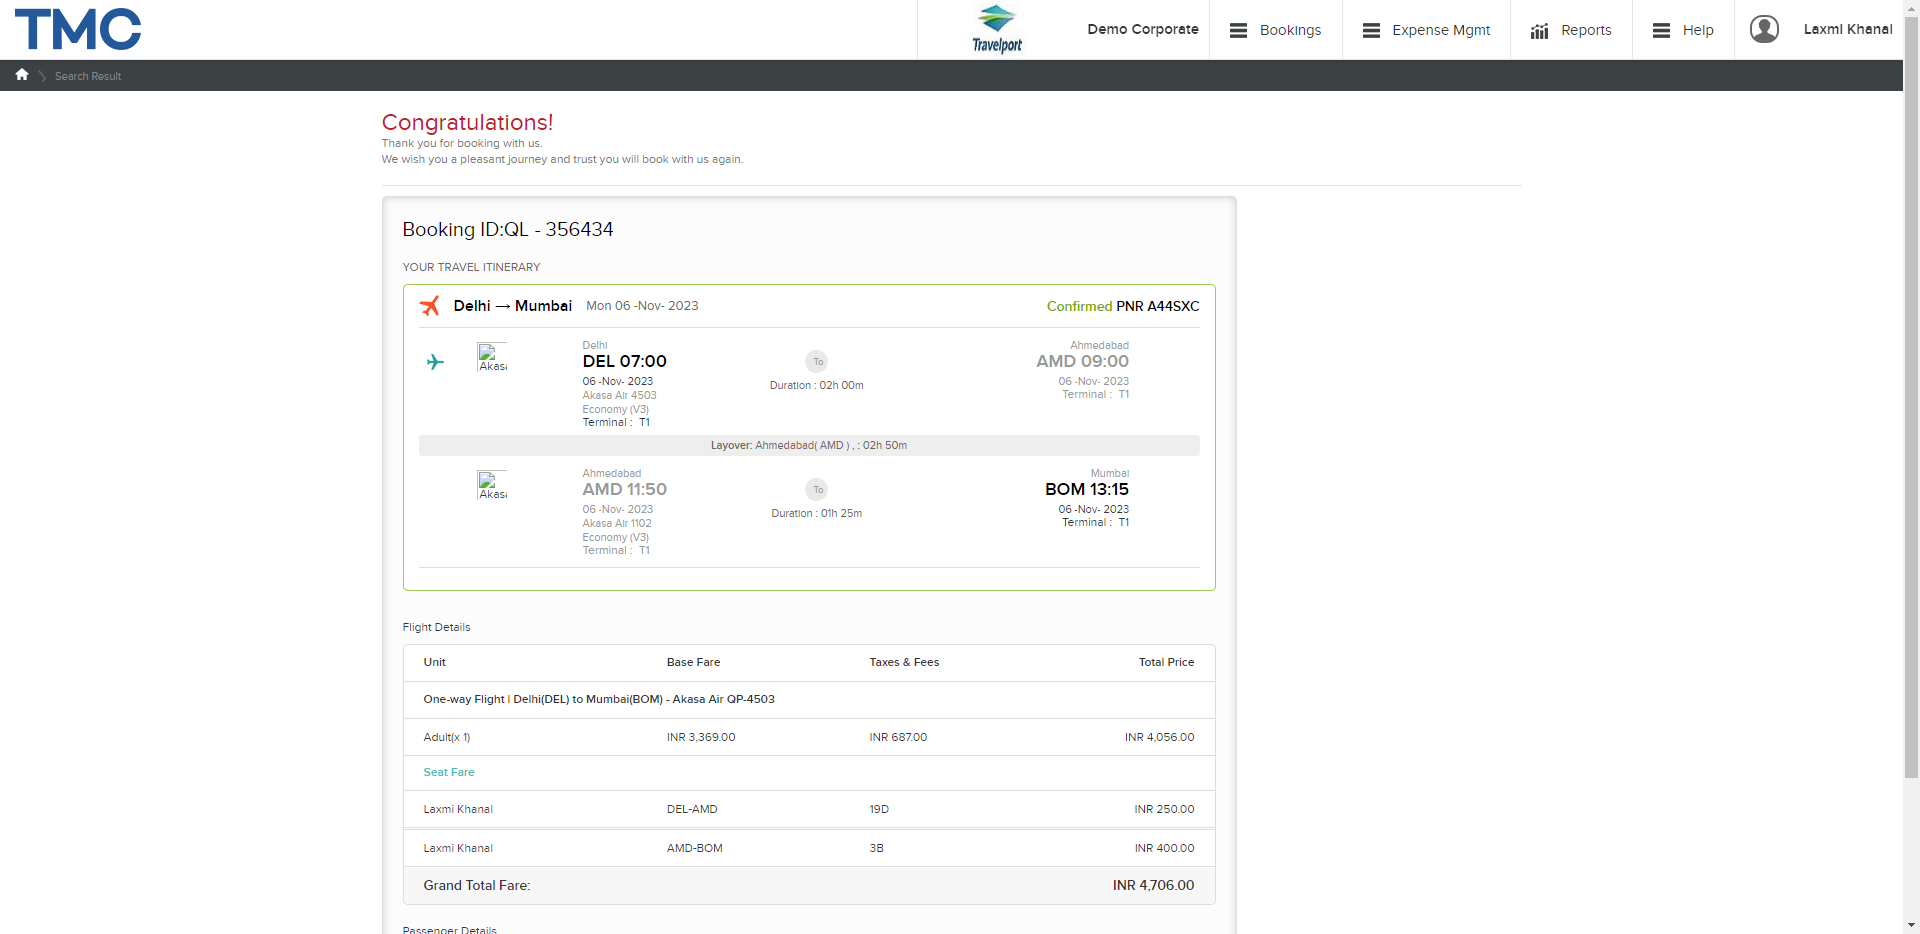 TMC
Travelport
Demo Corporate
Bookings
Expense Mgmt
Reports
Help
Laxmi Khanal
Search Result
Congratulations!
Thank you for booking with us.
We wish you a pleasant journey and trust you will book with us again.
Booking ID:QL - 356434
YOUR TRAVEL ITINERARY
Delhi → Mumbai Mon 06 -Nov- 2023 Confirmed PNR A44SXC
Delhi Ahmedabad
Akasa DEL 07:00 To AMD 09:00
06 -Nov- 2023 Duration : 02h 00m 06 -Nov- 2023
Akasa Air 4503 Terminal : T1
Economy (V3)
Terminal : T1
Layover: Ahmedabad( AMD ) , : 02h 50m
Ahmedabad Mumbai
Akasa AMD 11:50 To BOM 13:15
06 -Nov- 2023 Duration : 01h 25m 06 -Nov- 2023
Akasa Air 1102 Terminal : T1
Economy (V3)
Terminal : T1
Flight Details
Unit Base Fare Taxes & Fees Total Price
One-way Flight | Delhi(DEL) to Mumbai(BOM) - Akasa Air QP-4503
Adult(x 1) INR 3,369.00 INR 687.00 INR 4,056.00
Seat Fare
Laxmi Khanal DEL-AMD 19D INR 250.00
Laxmi Khanal AMD-BOM 3B INR 400.00
Grand Total Fare: INR 4,706.00
Passenger Details